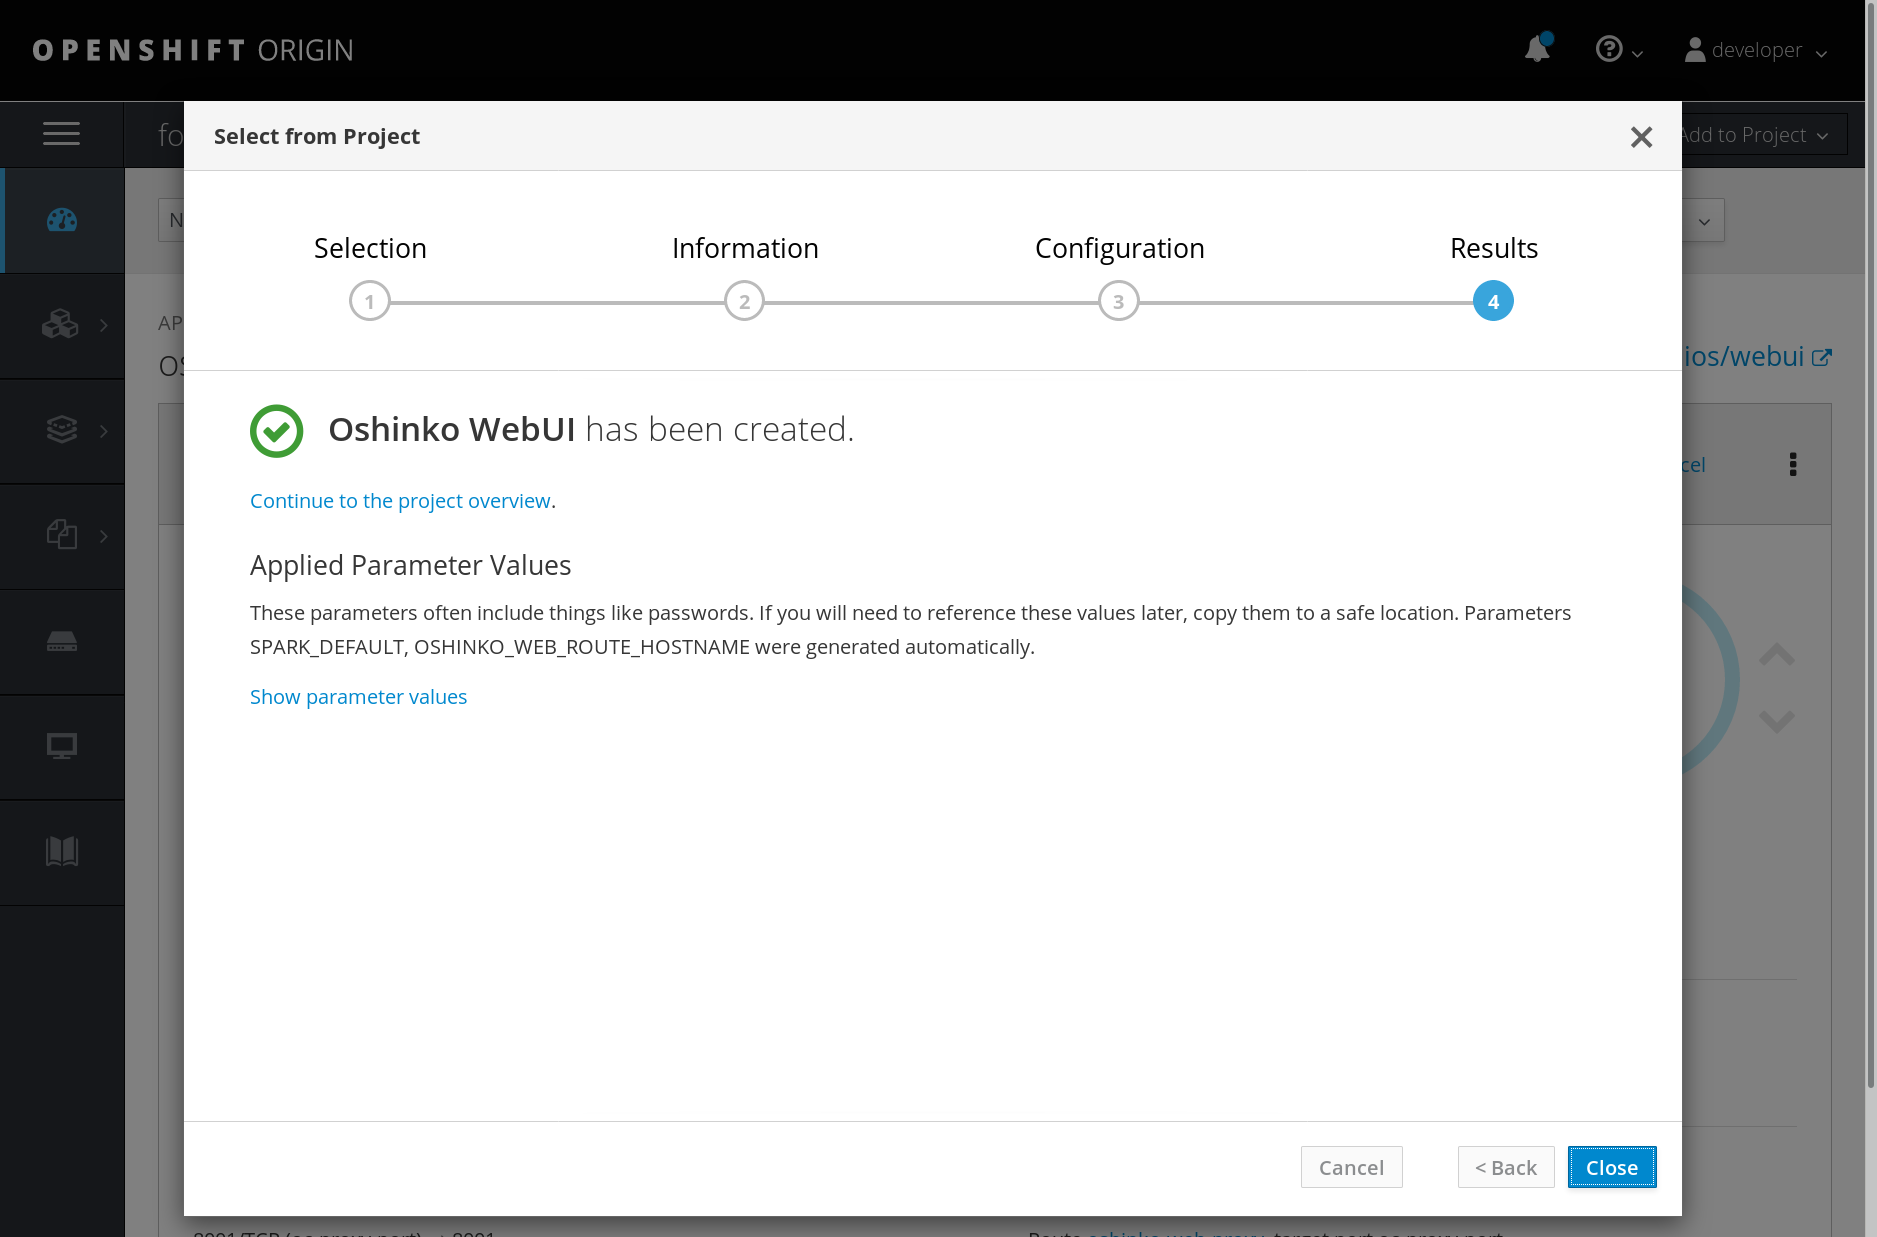 OPENSHIFT ORIGIN
developer
fo
Add to Project
Select from Project
N
Selection
Information
Configuration
Results
1
2
3
4
AP
ios/webui
Oshinko WebUI has been created.
cel
Continue to the project overview.
Applied Parameter Values
These parameters often include things like passwords. If you will need to reference these values later, copy them to a safe location. Parameters
SPARK_DEFAULT, OSHINKO_WEB_ROUTE_HOSTNAME were generated automatically.
Show parameter values
Cancel
< Back
Close